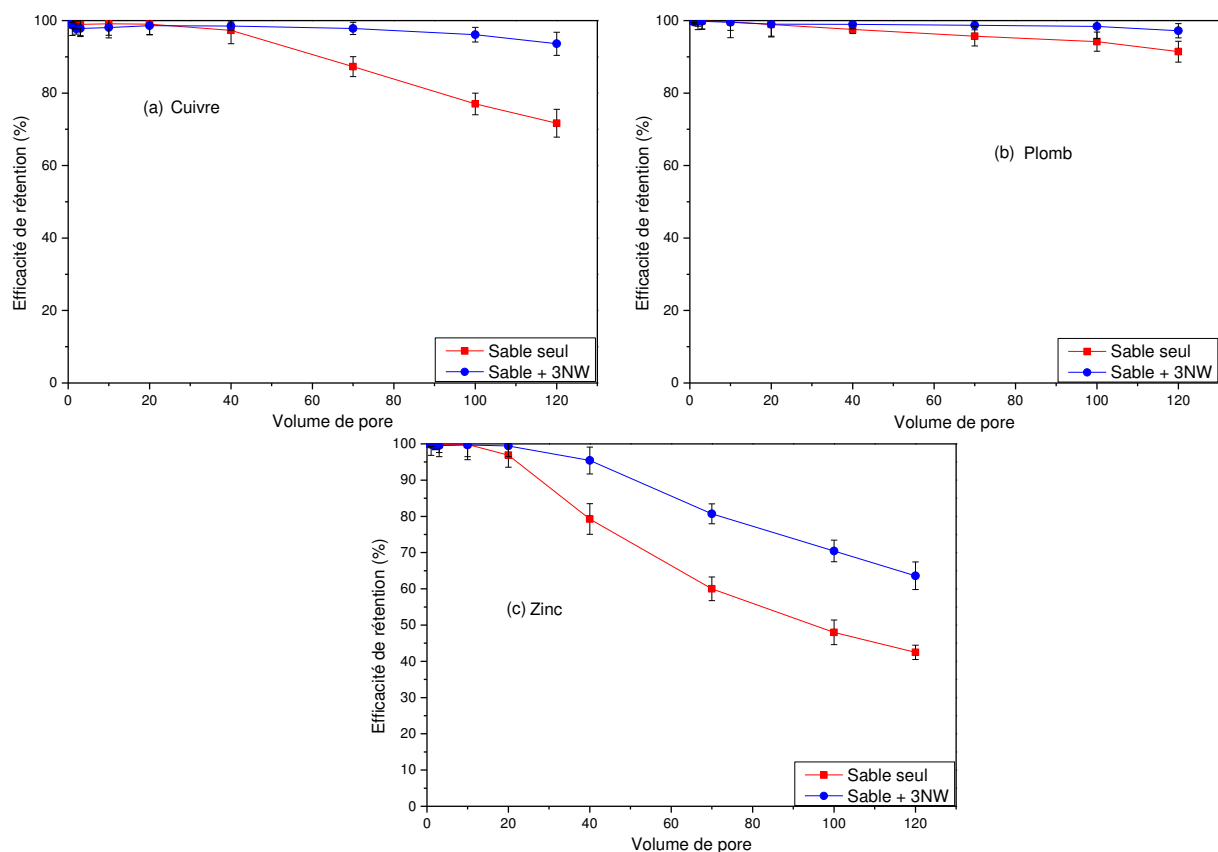 100
80
60
40
20
0
Efficacité de rétention (%)
(a) Cuivre
Sable seul
Sable + 3NW
0 20 40 60 80 100 120
Volume de pore
100
80
60
40
20
0
Efficacité de rétention (%)
(b) Plomb
Sable seul
Sable + 3NW
0 20 40 60 80 100 120
Volume de pore
100
90
80
70
60
50
40
30
20
10
0
Efficacité de rétention (%)
(c) Zinc
Sable seul
Sable + 3NW
0 20 40 60 80 100 120
Volume de pore